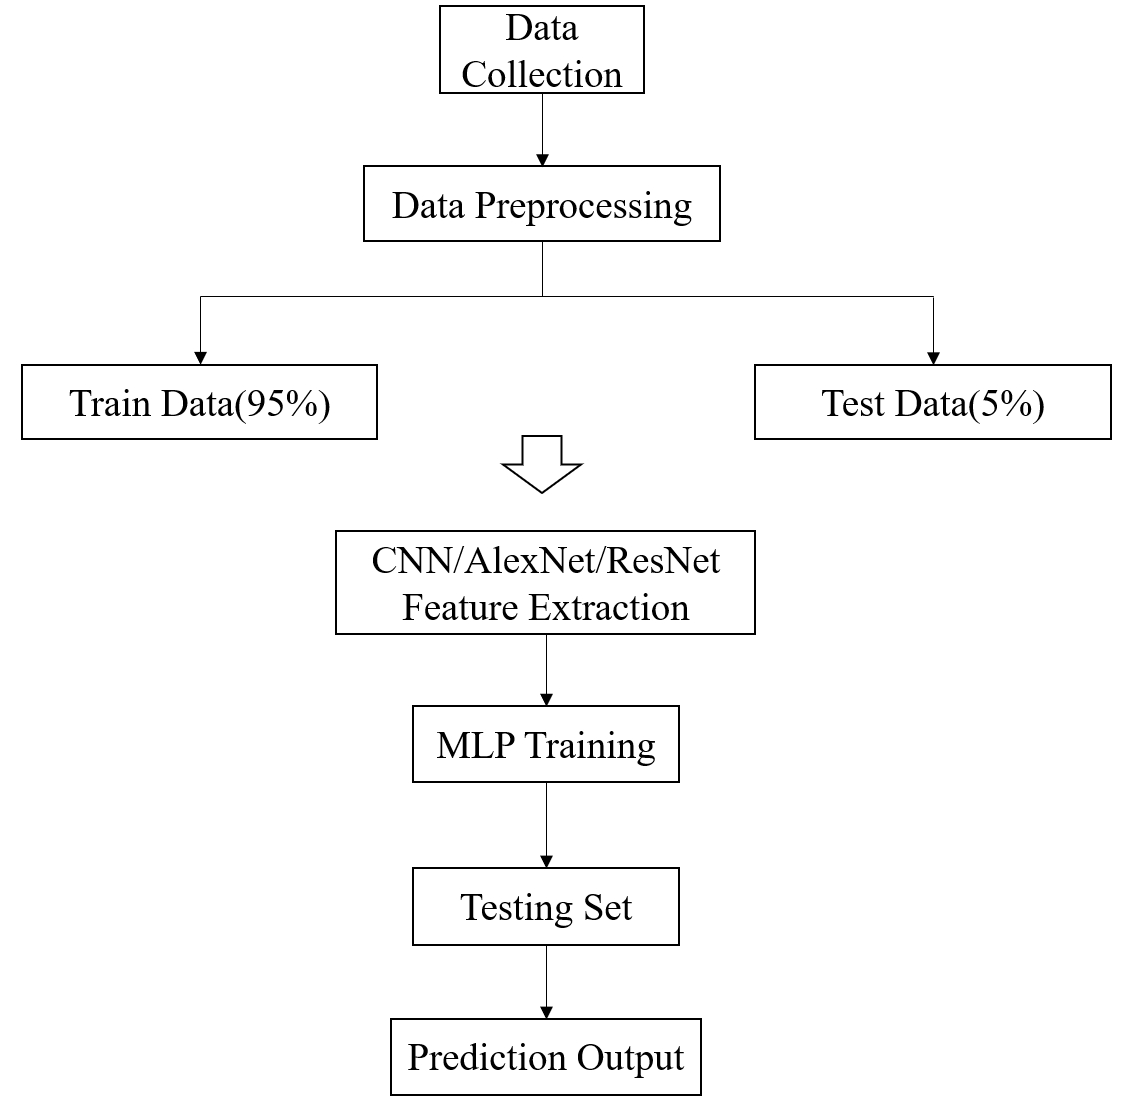 Data
Collection
Data Preprocessing
Train Data(95%)
Test Data(5%)
CNN/AlexNet/ResNet
Feature Extraction
MLP Training
Testing Set
Prediction Output